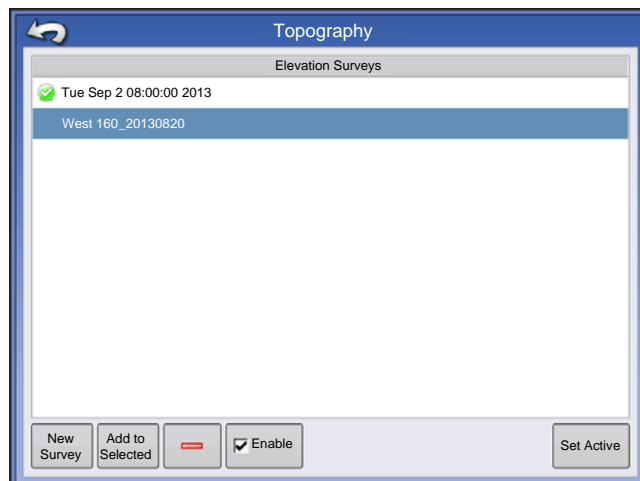 Topography
Elevation Surveys
Tue Sep 2 08:00:00 2013
West 160_20130820
New
Survey
Add to
Selected
Enable
Set Active